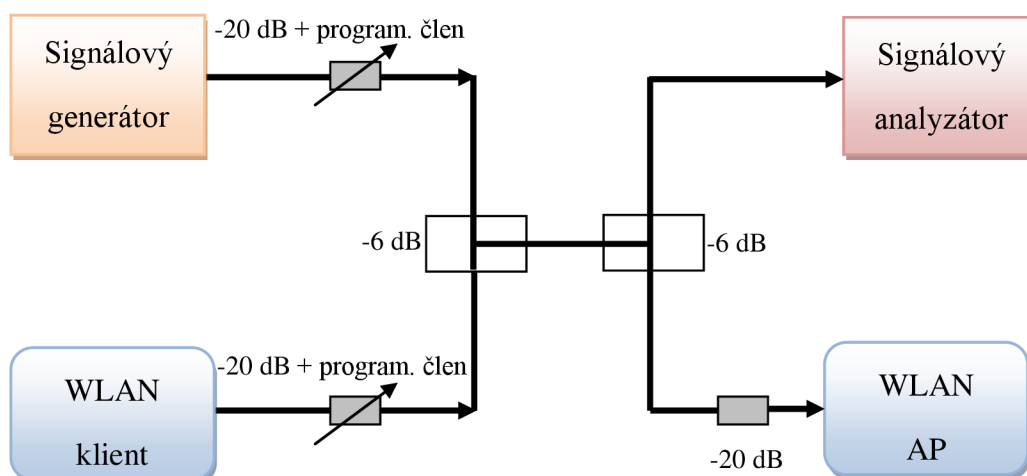 -20 dB + program. člen
Signálový
generátor
Signálový
analyzátor
-6 dB
-6 dB
-20 dB + program. člen
WLAN
klient
WLAN
AP
-20 dB